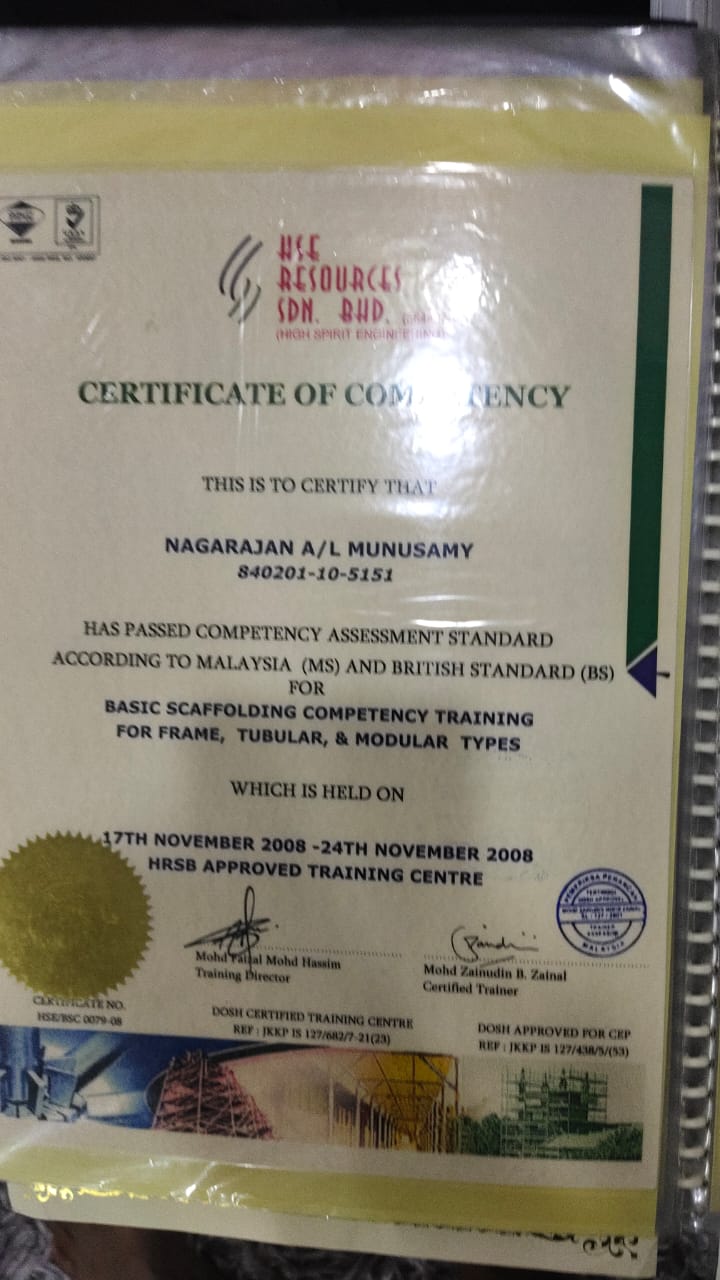 HSE
RESOURCES
SDN. BHD.
(HIGH SPIRIT ENGINEERING)
CERTIFICATE OF COM TENCY
THIS IS TO CERTIFY THAT
NAGARAJAN A/L MUNUSAMY
840201-10-5151
HAS PASSED COMPETENCY ASSESSMENT STANDARD
ACCORDING TO MALAYSIA (MS) AND BRITISH STANDARD (BS)
FOR
BASIC SCAFFOLDING COMPETENCY TRAINING
FOR FRAME, TUBULAR, & MODULAR TYPES
WHICH IS HELD ON
17TH NOVEMBER 2008 -24TH NOVEMBER 2008
HRSB APPROVED TRAINING CENTRE
Mohd Faizal Mohd Hassim
Training Director
Mohd Zainudin B. Zainal
Certified Trainer
PEMERIKSA PERANCAH
MALAYSIA
CERTIFICATE NO.
HSE/BSC 0079-08
DOSH CERTIFIED TRAINING CENTRE
REF : JKKP IS 127/682/7-21(23)
DOSH APPROVED FOR CEP
REF : JKKP IS 127/438/5/(53)